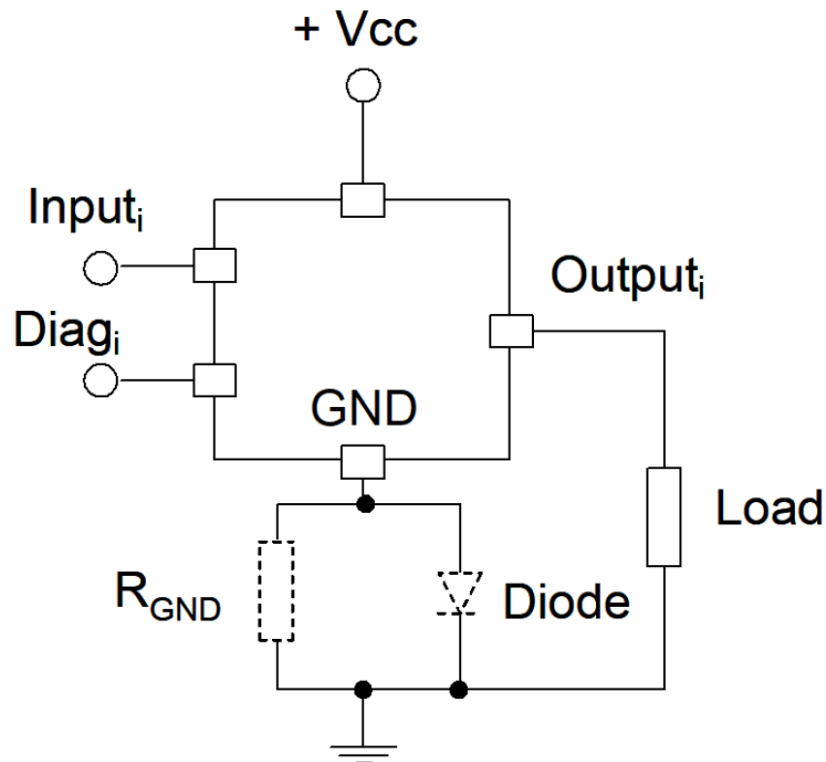 + Vcc
Inputᵢ
Outputᵢ
Diagᵢ
GND
Load
R_GND
Diode